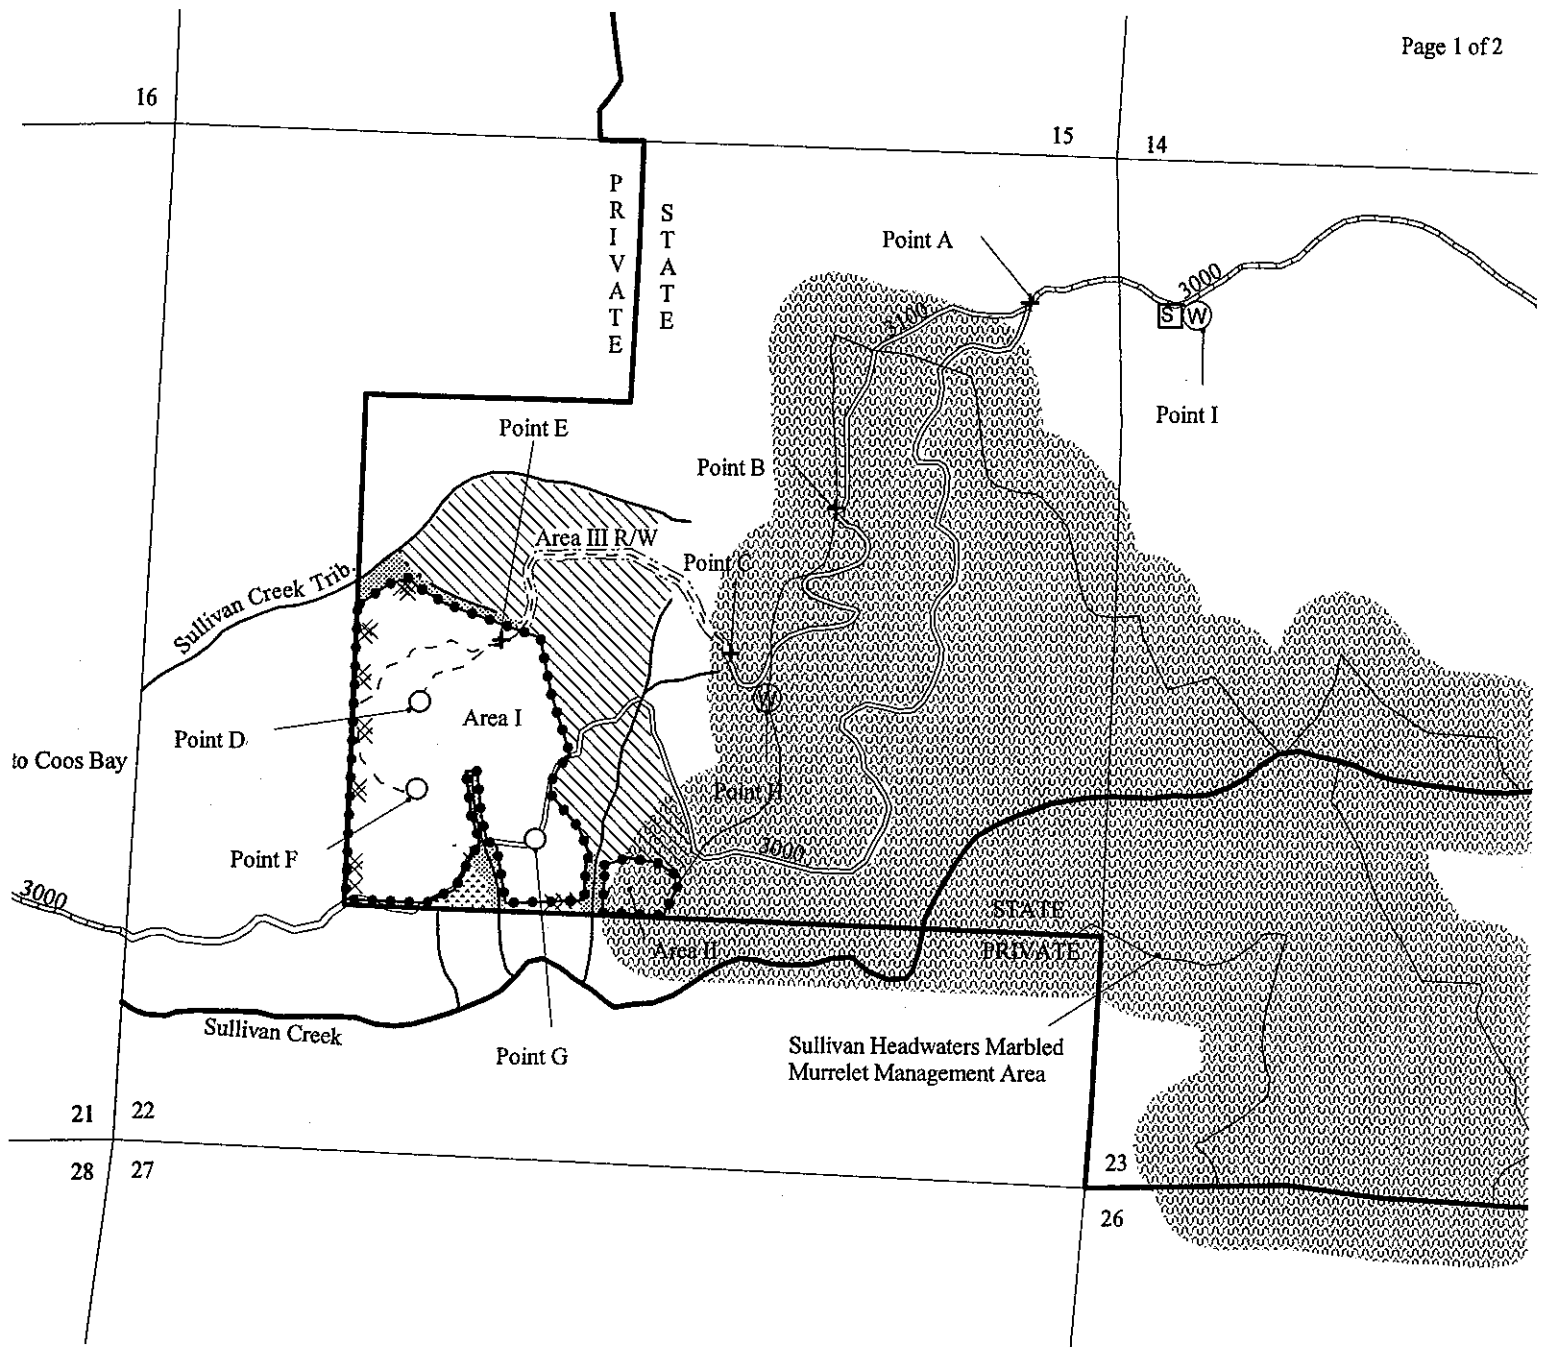 Page 1 of 2
16
15
14
PRIVATE
STATE
Point A
3000
3100
S
W
Point I
Point E
Point B
Area III R/W
Point C
Sullivan Creek Trib.
W
Area I
Point D
to Coos Bay
Point H
Point F
3000
3000
STATE
Area II
PRIVATE
Sullivan Creek
Point G
Sullivan Headwaters Marbled
Murrelet Management Area
21
22
28
27
23
26